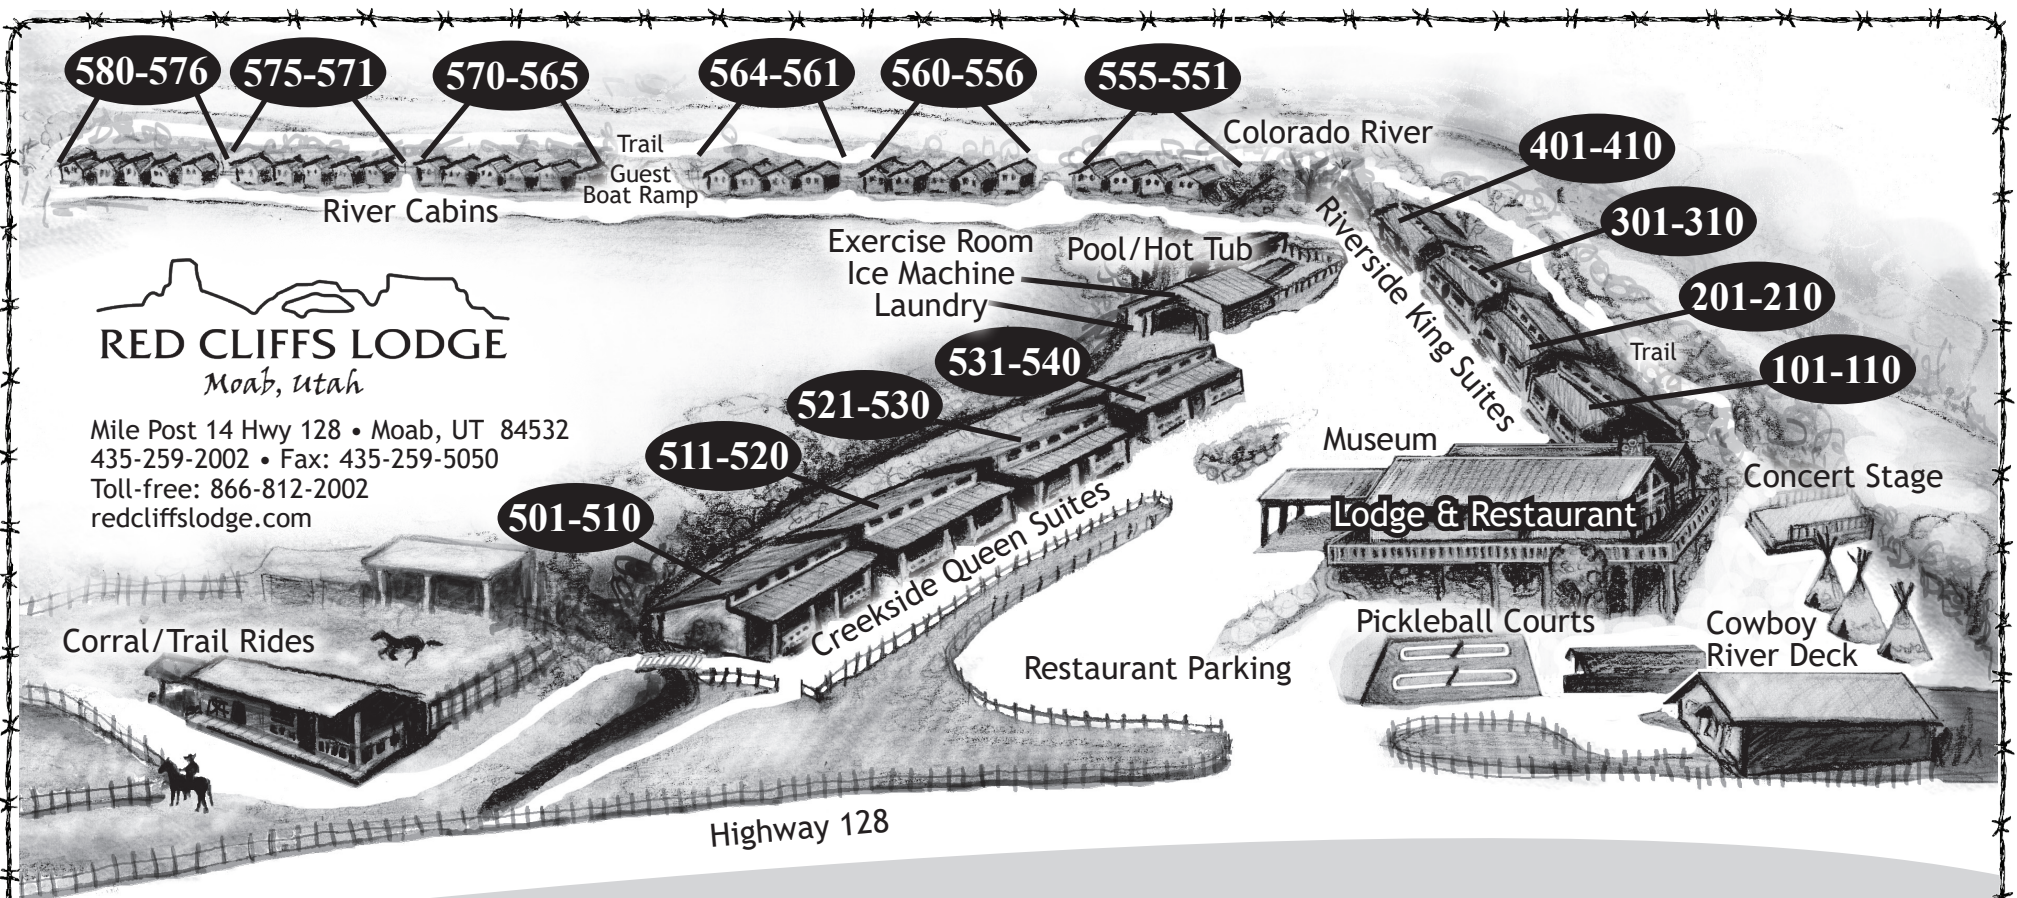 580-576
575-571
570-565
564-561
560-556
555-551
Colorado River
401-410
301-310
201-210
101-110
Trail
Guest
Boat Ramp
River Cabins
Exercise Room
Ice Machine
Laundry
Pool/Hot Tub
Riverside King Suites
Trail
RED CLIFFS LODGE
Moab, Utah
Mile Post 14 Hwy 128 • Moab, UT 84532
435-259-2002 • Fax: 435-259-5050
Toll-free: 866-812-2002
redcliffslodge.com
531-540
521-530
511-520
501-510
Creekside Queen Suites
Museum
Lodge & Restaurant
Concert Stage
Corral/Trail Rides
Restaurant Parking
Pickleball Courts
Cowboy
River Deck
Highway 128